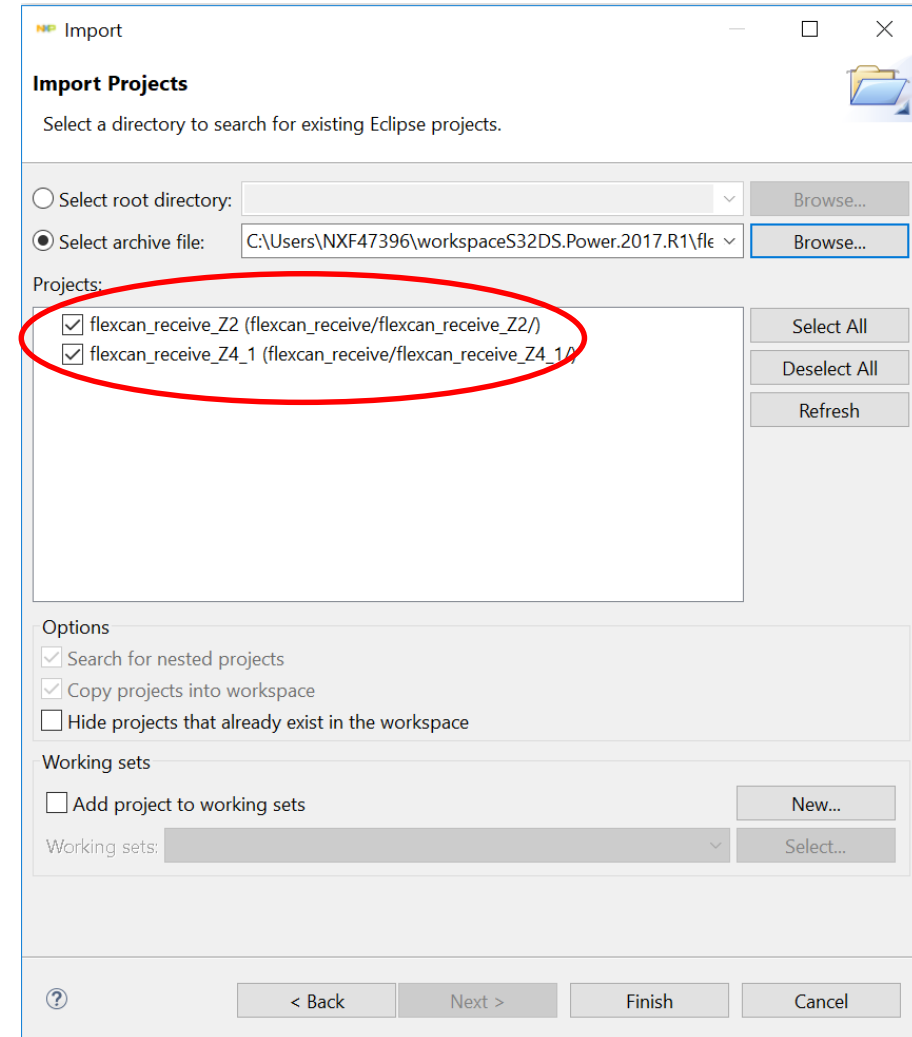 NXP Import
Import Projects
Select a directory to search for existing Eclipse projects.
Select root directory: Browse...
Select archive file: C:\Users\NXF47396\workspaceS32DS.Power.2017.R1\fle Browse...
Projects:
flexcan_receive_Z2 (flexcan_receive/flexcan_receive_Z2/)
flexcan_receive_Z4_1 (flexcan_receive/flexcan_receive_Z4_1/)
Select All
Deselect All
Refresh
Options
Search for nested projects
Copy projects into workspace
Hide projects that already exist in the workspace
Working sets
Add project to working sets New...
Working sets: Select...
? < Back Next > Finish Cancel